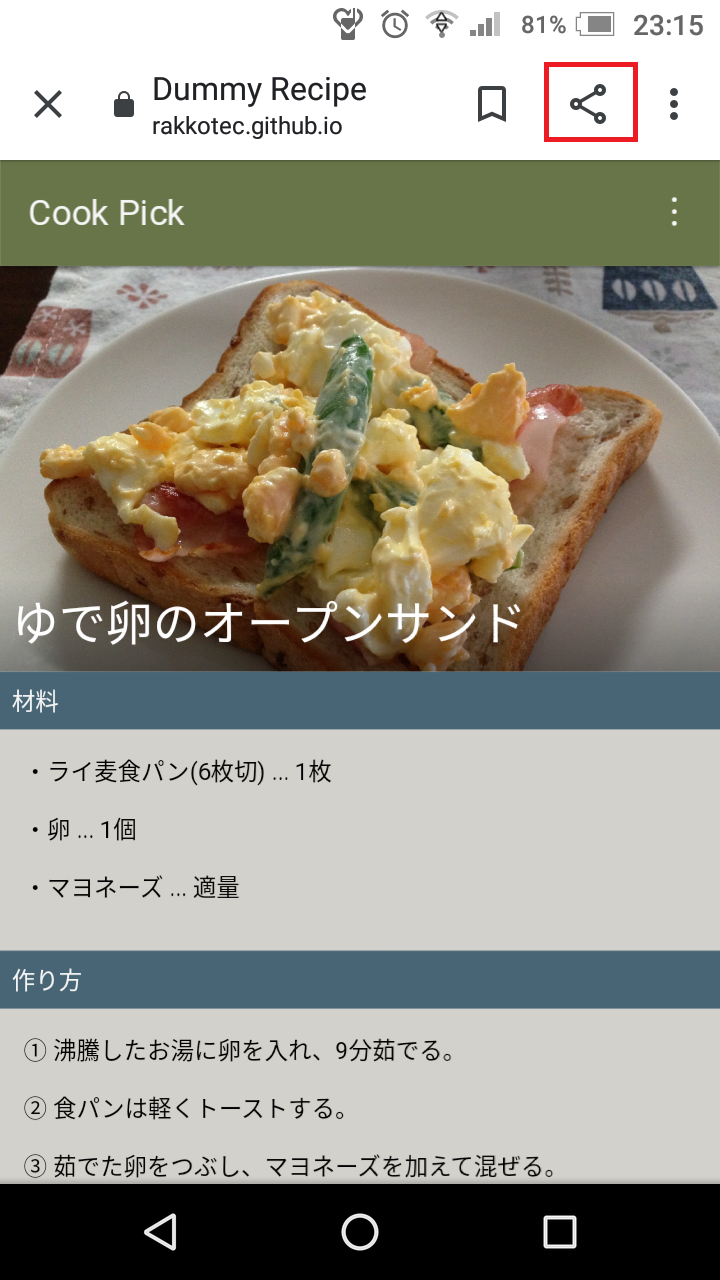 81% 23:15
Dummy Recipe
rakkotec.github.io
Cook Pick
ゆで卵のオープンサンド
材料
・ライ麦食パン(6枚切) ... 1枚
・卵 ... 1個
・マヨネーズ ... 適量
作り方
① 沸騰したお湯に卵を入れ、9分茹でる。
② 食パンは軽くトーストする。
③ 茹でた卵をつぶし、マヨネーズを加えて混ぜる。